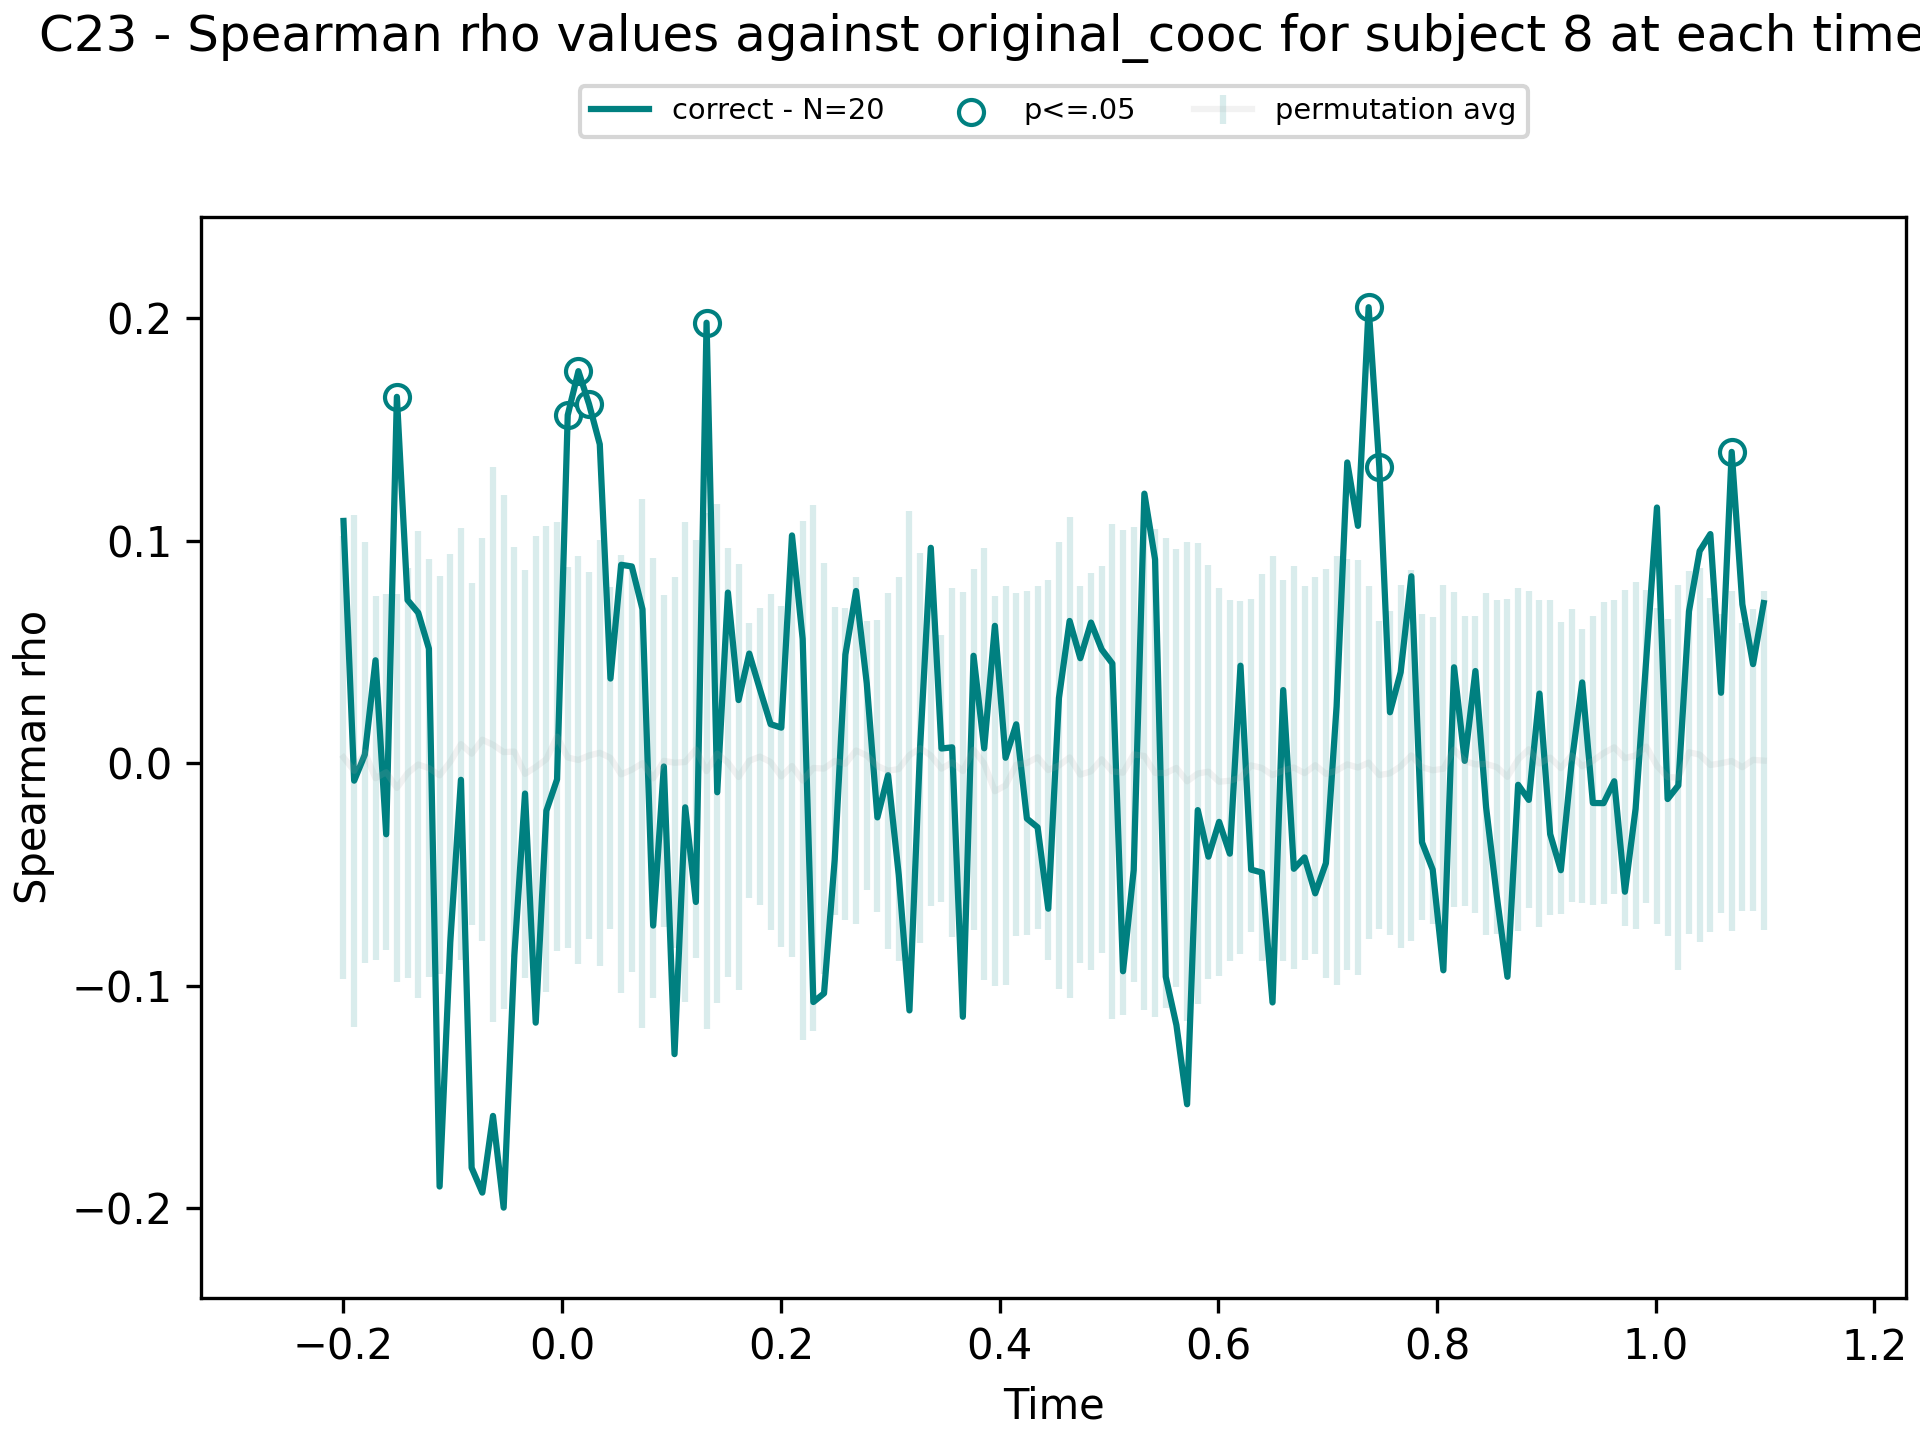 C23 - Spearman rho values against original_cooc for subject 8 at each time
correct - N=20 p<=.05 permutation avg
Spearman rho
0.2
0.1
0.0
−0.1
−0.2
−0.2 0.0 0.2 0.4 0.6 0.8 1.0 1.2
Time